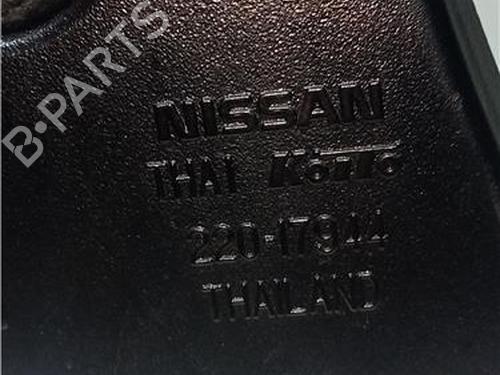 B-PARTS
NISSAN
THAI KOITO
220-17944
THAILAND